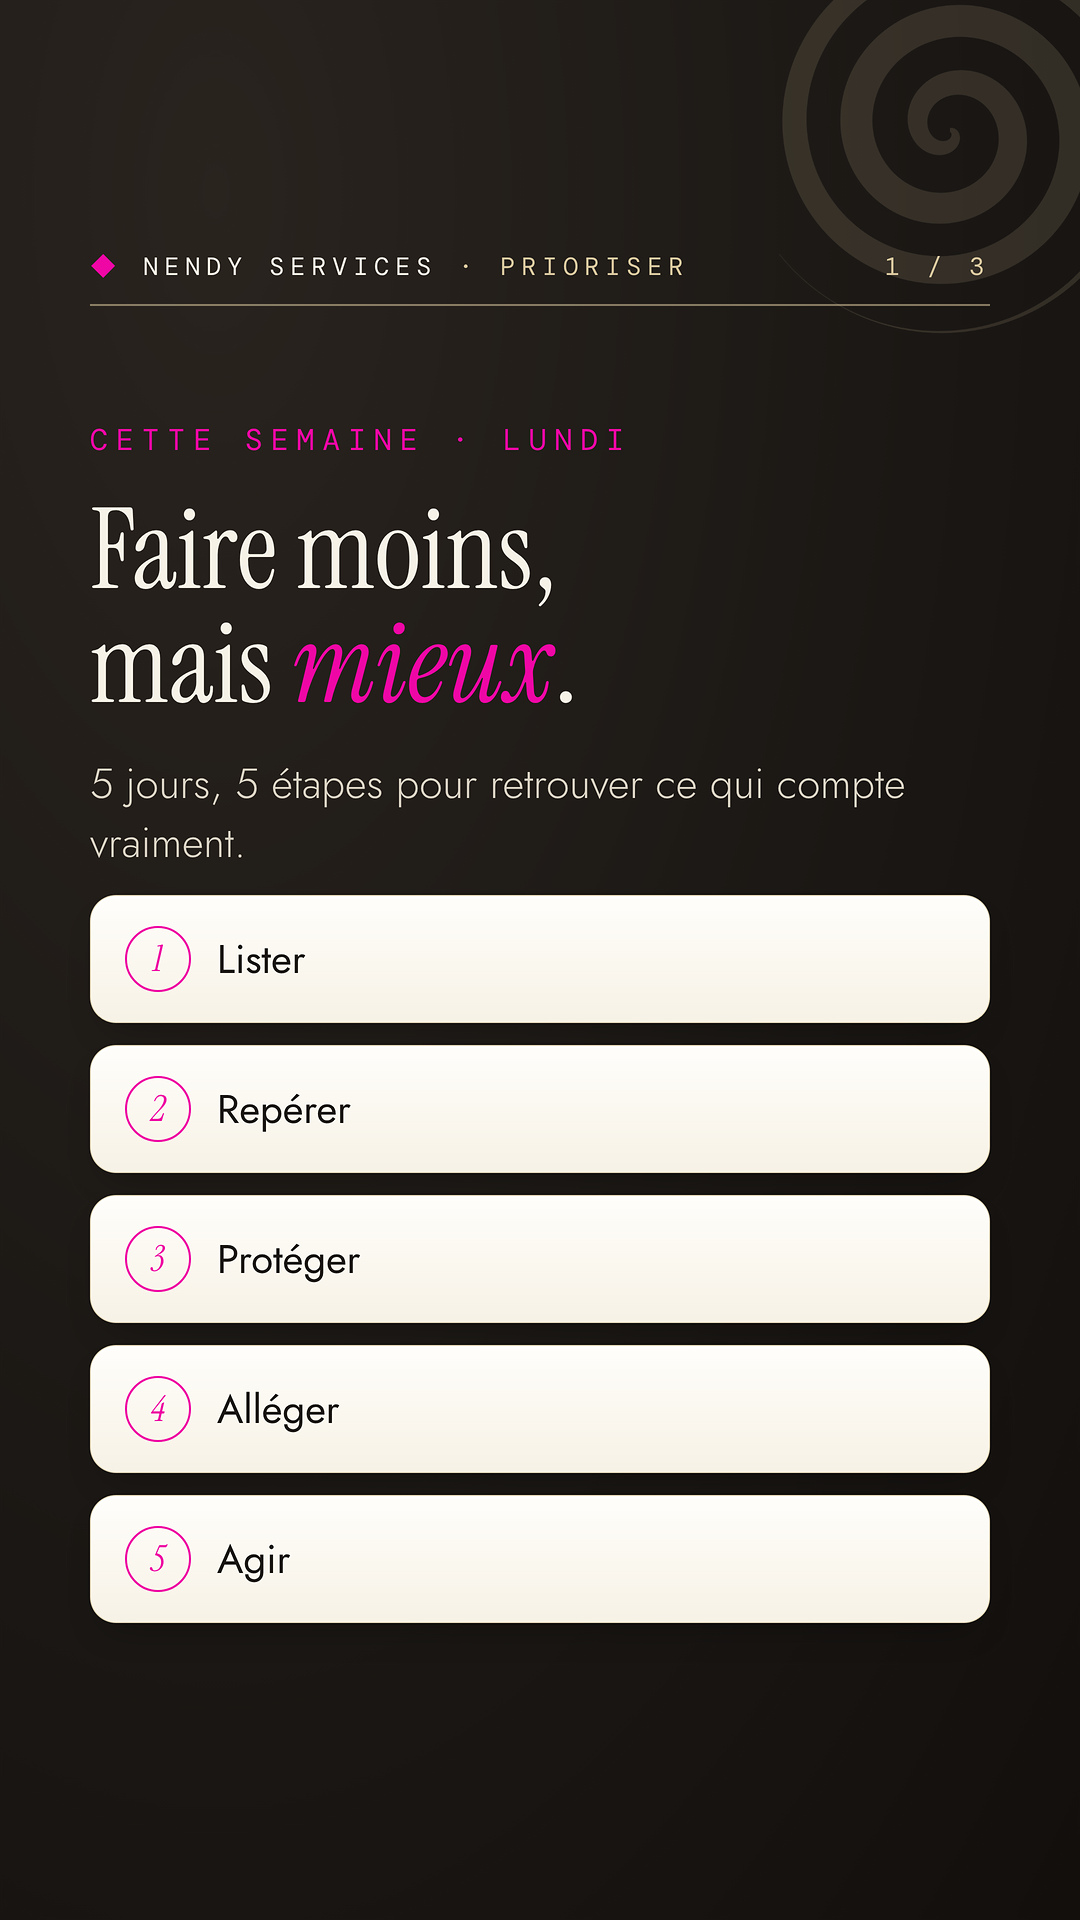 NENDY SERVICES · PRIORISER 1 / 3
CETTE SEMAINE · LUNDI
Faire moins,
mais mieux.
5 jours, 5 étapes pour retrouver ce qui compte
vraiment.
1 Lister
2 Repérer
3 Protéger
4 Alléger
5 Agir